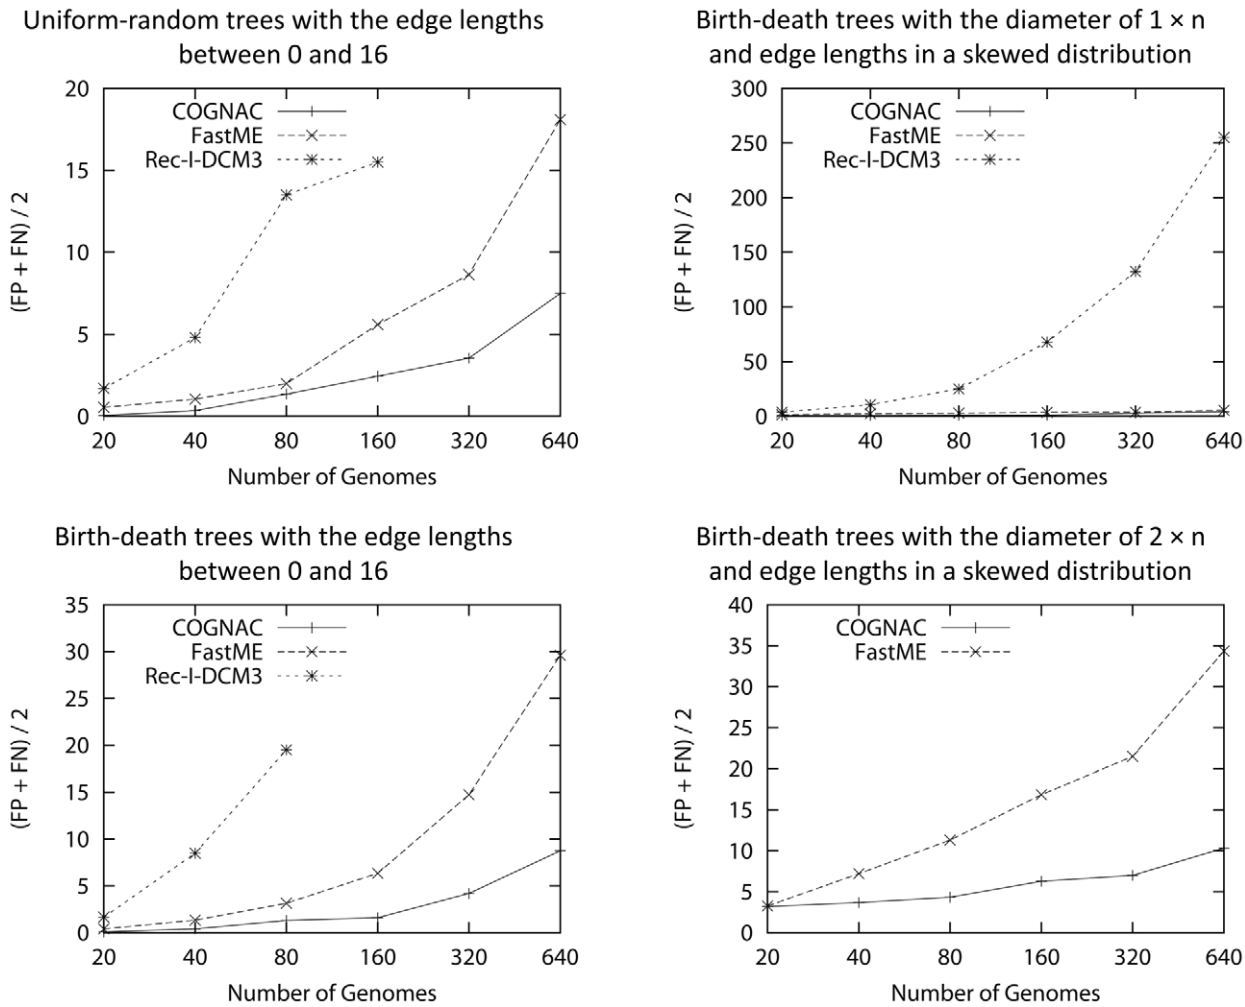 Uniform-random trees with the edge lengths
between 0 and 16
20
15
10
5
0
COGNAC
FastME
Rec-I-DCM3
(FP + FN) / 2
20 40 80 160 320 640
Number of Genomes
Birth-death trees with the diameter of 1 × n
and edge lengths in a skewed distribution
300
250
200
150
100
50
0
COGNAC
FastME
Rec-I-DCM3
(FP + FN) / 2
20 40 80 160 320 640
Number of Genomes
Birth-death trees with the edge lengths
between 0 and 16
35
30
25
20
15
10
5
0
COGNAC
FastME
Rec-I-DCM3
(FP + FN) / 2
20 40 80 160 320 640
Number of Genomes
Birth-death trees with the diameter of 2 × n
and edge lengths in a skewed distribution
40
35
30
25
20
15
10
5
0
COGNAC
FastME
(FP + FN) / 2
20 40 80 160 320 640
Number of Genomes